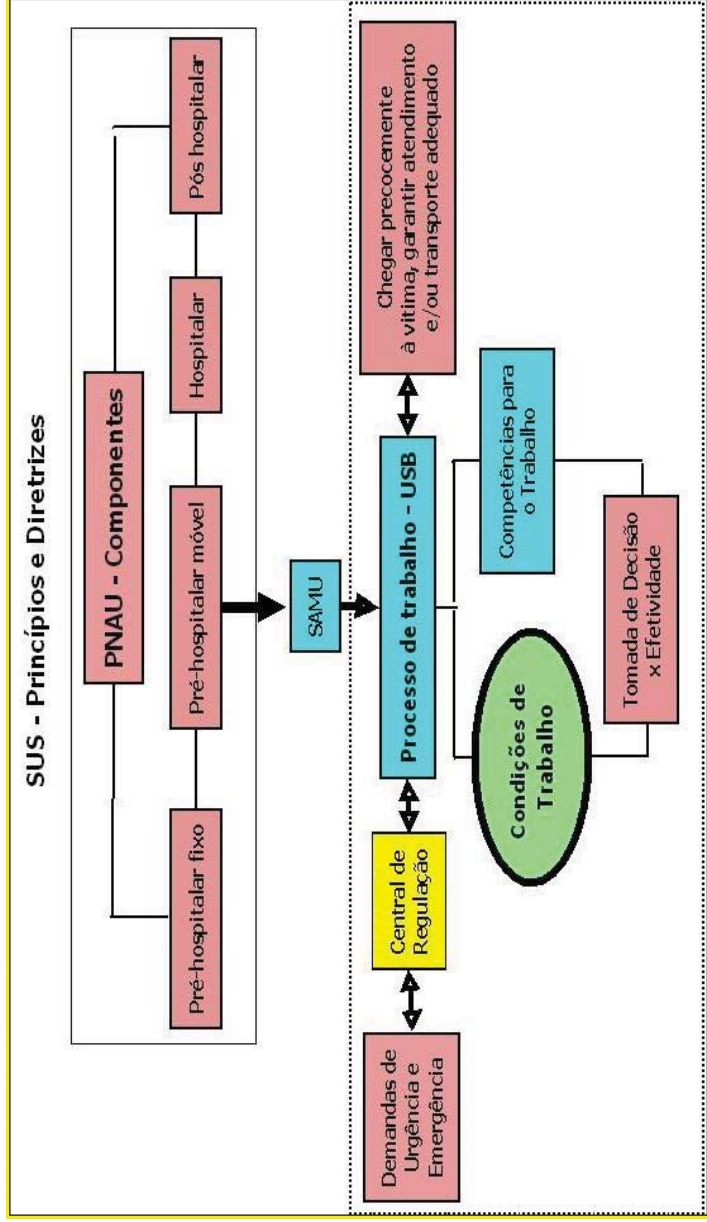 SUS - Princípios e Diretrizes
PNAU - Componentes
Pré-hospitalar fixo
Pré-hospitalar móvel
Hospitalar
Pós hospitalar
SAMU
Demandas de
Urgência e
Emergência
Central de
Regulação
Processo de trabalho - USB
Chegar precocemente
à vitima, garantir atendimento
e/ou transporte adequado
Condições de
Trabalho
Competências para
o Trabalho
Tomada de Decisão
x Efetividade